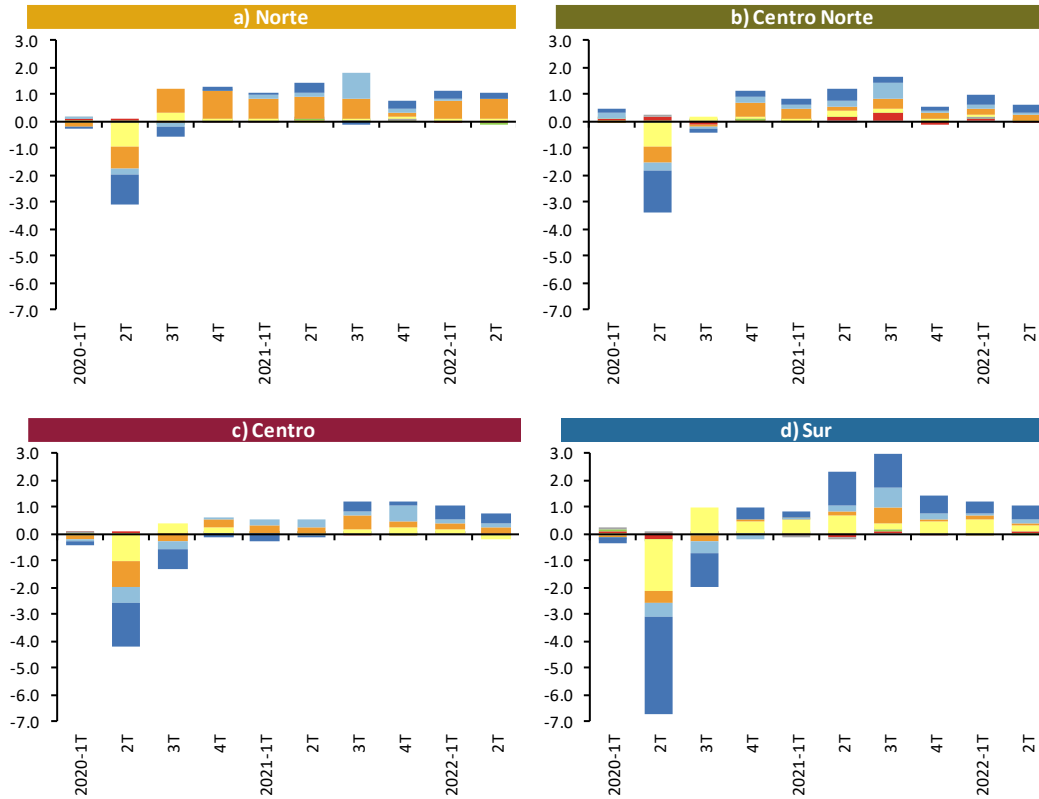 a) Norte
3.0
2.0
1.0
0.0
-1.0
-2.0
-3.0
-4.0
-5.0
-6.0
-7.0
2020-1T
2T
3T
4T
2021-1T
2T
3T
4T
2022-1T
2T
b) Centro Norte
3.0
2.0
1.0
0.0
-1.0
-2.0
-3.0
-4.0
-5.0
-6.0
-7.0
2020-1T
2T
3T
4T
2021-1T
2T
3T
4T
2022-1T
2T
c) Centro
3.0
2.0
1.0
0.0
-1.0
-2.0
-3.0
-4.0
-5.0
-6.0
-7.0
2020-1T
2T
3T
4T
2021-1T
2T
3T
4T
2022-1T
2T
d) Sur
3.0
2.0
1.0
0.0
-1.0
-2.0
-3.0
-4.0
-5.0
-6.0
-7.0
2020-1T
2T
3T
4T
2021-1T
2T
3T
4T
2022-1T
2T